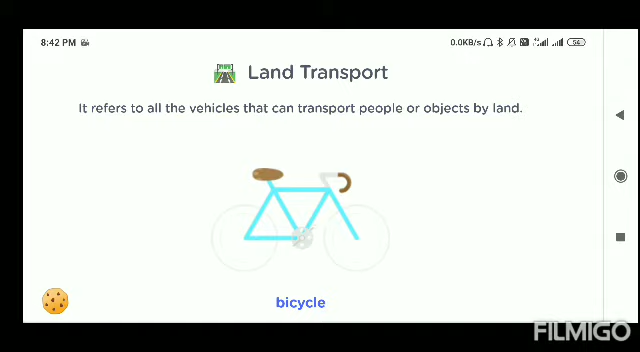 8:42 PM
0.0KB/s
54
Land Transport
It refers to all the vehicles that can transport people or objects by land.
bicycle
FILMIGO